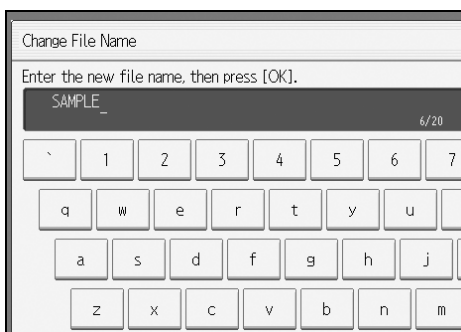 Change File Name
Enter the new file name, then press [OK].
SAMPLE_
6/20
` 1 2 3 4 5 6 7
q w e r t y u
a s d f g h j
z x c v b n m